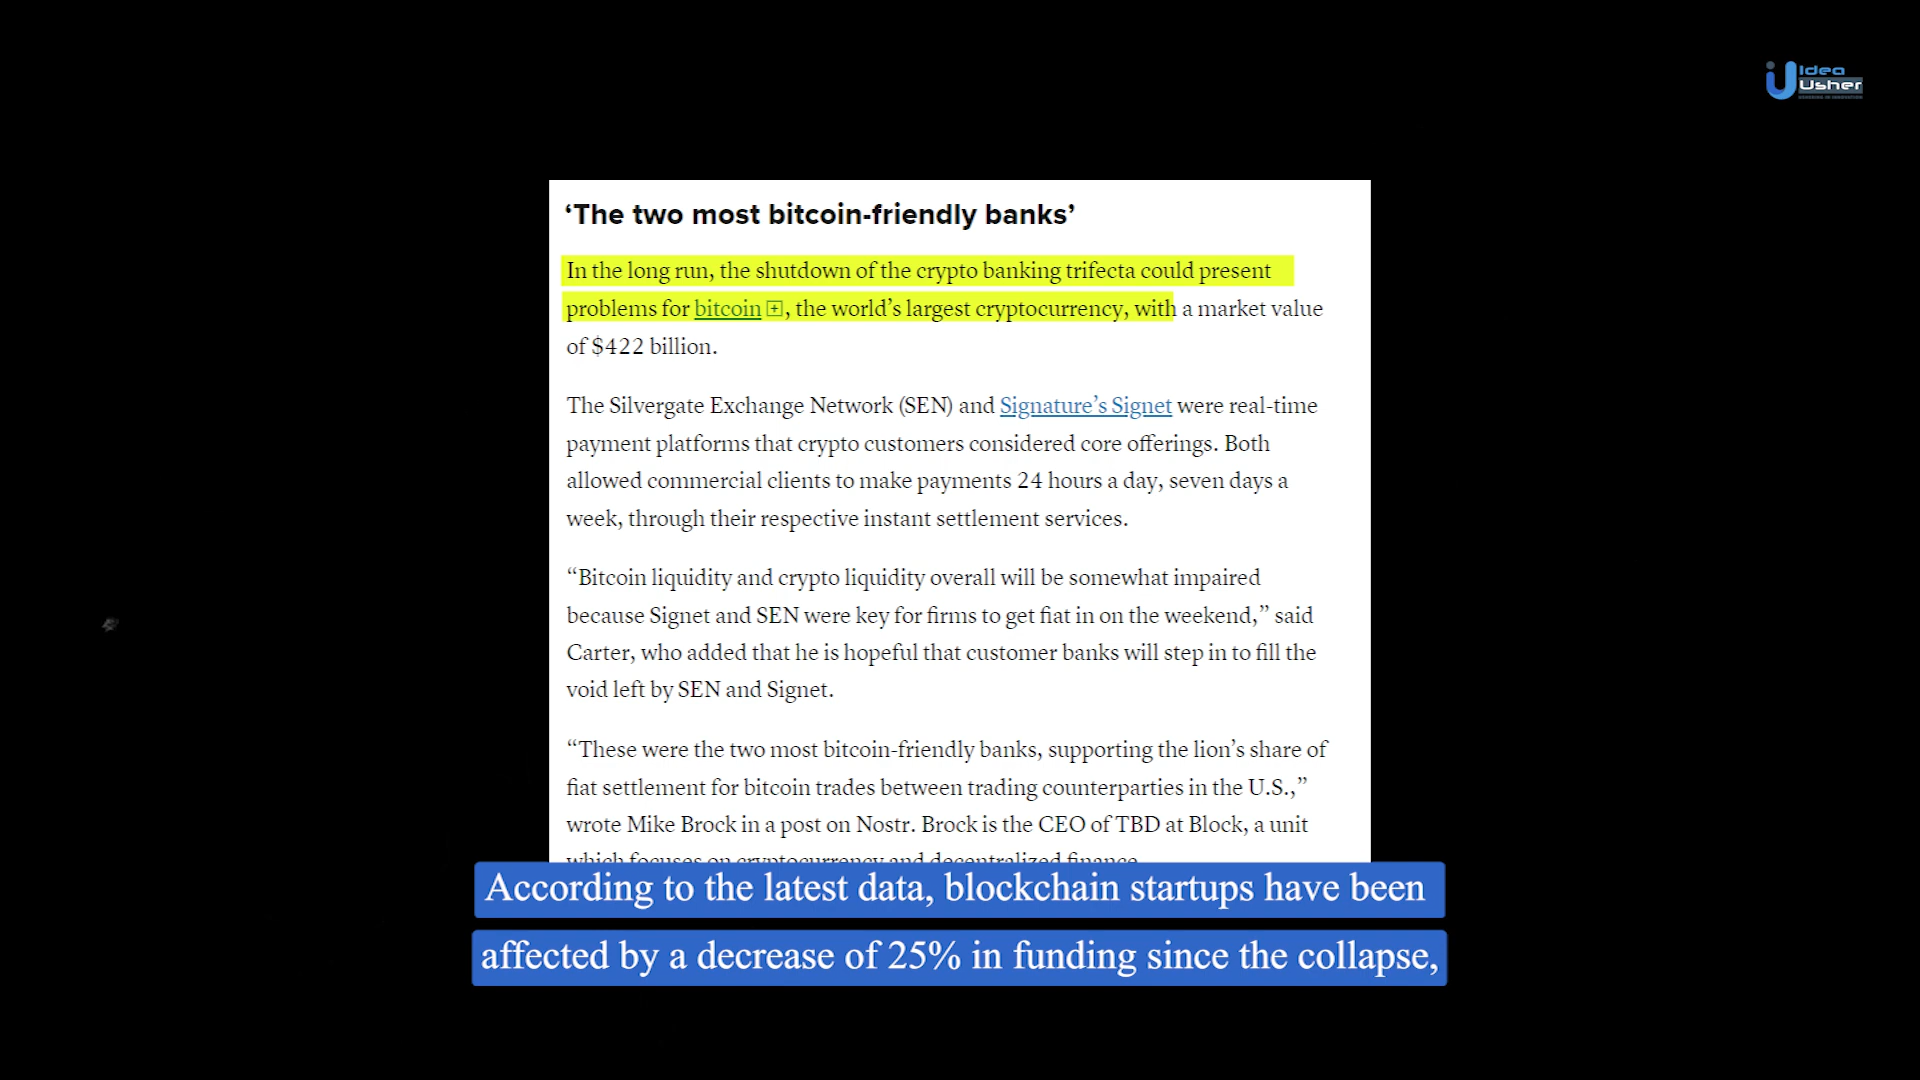 Idea
Usher
‘The two most bitcoin-friendly banks’
In the long run, the shutdown of the crypto banking trifecta could present
problems for bitcoin, the world’s largest cryptocurrency, with a market value
of $422 billion.
The Silvergate Exchange Network (SEN) and Signature’s Signet were real-time
payment platforms that crypto customers considered core offerings. Both
allowed commercial clients to make payments 24 hours a day, seven days a
week, through their respective instant settlement services.
“Bitcoin liquidity and crypto liquidity overall will be somewhat impaired
because Signet and SEN were key for firms to get fiat in on the weekend,” said
Carter, who added that he is hopeful that customer banks will step in to fill the
void left by SEN and Signet.
“These were the two most bitcoin-friendly banks, supporting the lion’s share of
fiat settlement for bitcoin trades between trading counterparties in the U.S.,”
wrote Mike Brock in a post on Nostr. Brock is the CEO of TBD at Block, a unit
which focuses on cryptocurrency and decentralized finance.
According to the latest data, blockchain startups have been
affected by a decrease of 25% in funding since the collapse,